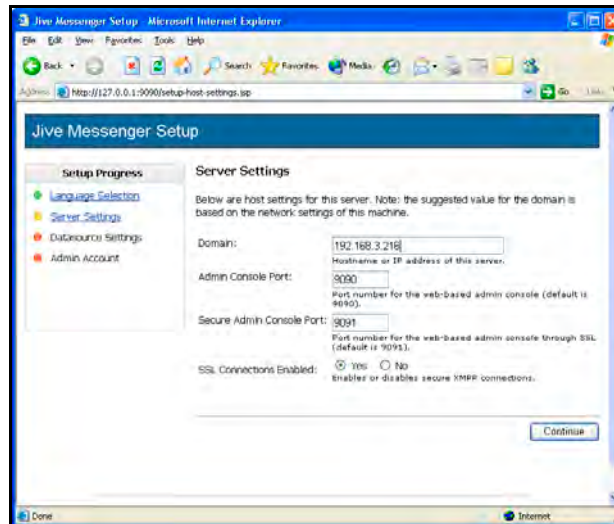 Jive Messenger Setup - Microsoft Internet Explorer
File Edit View Favorites Tools Help
Back Search Favorites Media
Address http://127.0.0.1:9090/setup-host-settings.jsp Go Links
Jive Messenger Setup
Setup Progress
Language Selection
Server Settings
Datasource Settings
Admin Account
Server Settings
Below are host settings for this server. Note: the suggested value for the domain is
based on the network settings of this machine.
Domain: 192.168.3.218
Hostname or IP address of this server.
Admin Console Port: 9090
Port number for the web-based admin console (default is
9090).
Secure Admin Console Port: 9091
Port number for the web-based admin console through SSL
(default is 9091).
SSL Connections Enabled: Yes No
Enables or disables secure XMPP connections.
Continue
Done Internet